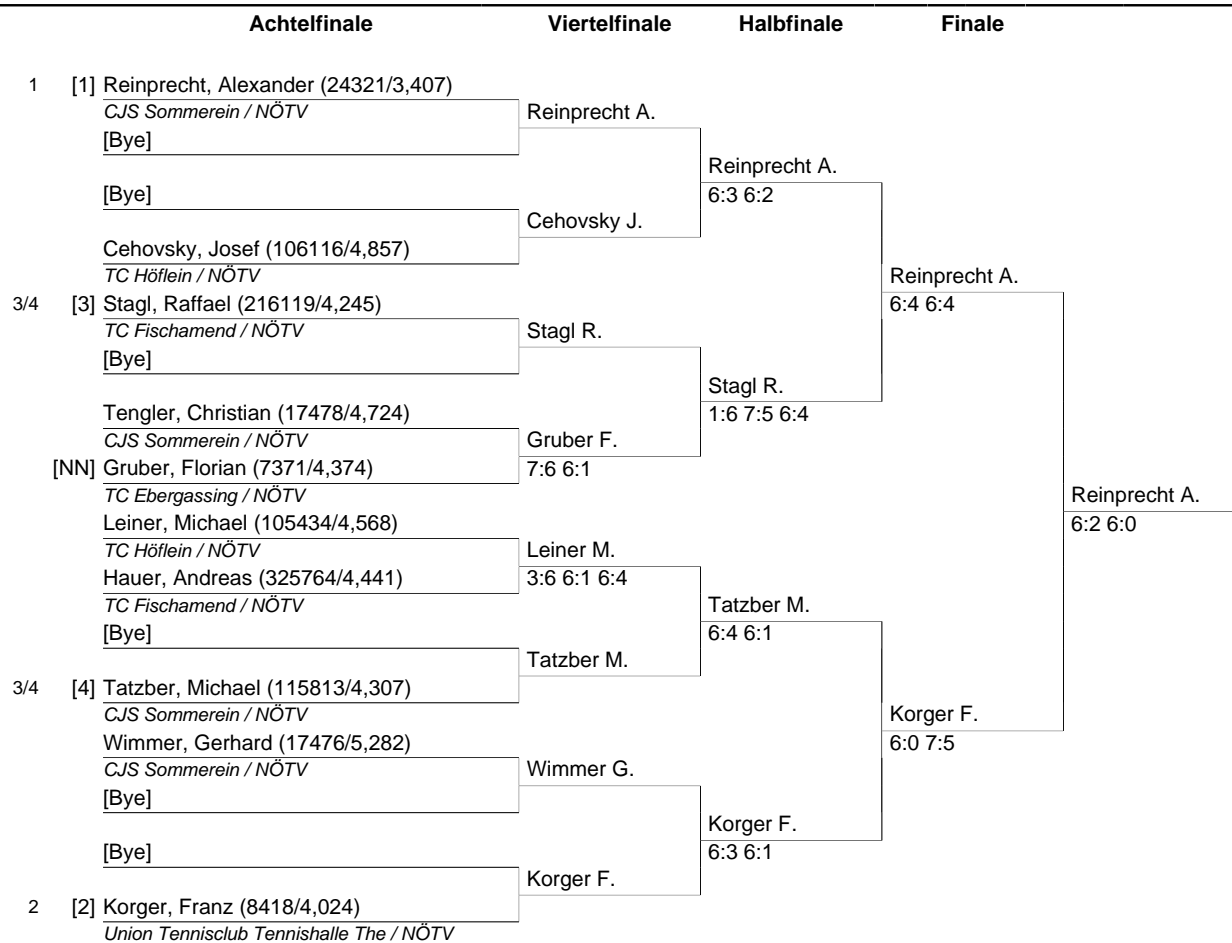 Achtelfinale Viertelfinale Halbfinale Finale
1 [1] Reinprecht, Alexander (24321/3,407)
CJS Sommerein / NÖTV Reinprecht A.
[Bye]
Reinprecht A.
[Bye] 6:3 6:2
Cehovsky J.
Cehovsky, Josef (106116/4,857)
TC Höflein / NÖTV Reinprecht A.
3/4 [3] Stagl, Raffael (216119/4,245) 6:4 6:4
TC Fischamend / NÖTV Stagl R.
[Bye]
Stagl R.
Tengler, Christian (17478/4,724) 1:6 7:5 6:4
CJS Sommerein / NÖTV Gruber F.
[NN] Gruber, Florian (7371/4,374) 7:6 6:1
TC Ebergassing / NÖTV Reinprecht A.
Leiner, Michael (105434/4,568) 6:2 6:0
TC Höflein / NÖTV Leiner M.
Hauer, Andreas (325764/4,441) 3:6 6:1 6:4
TC Fischamend / NÖTV Tatzber M.
[Bye] 6:4 6:1
Tatzber M.
3/4 [4] Tatzber, Michael (115813/4,307)
CJS Sommerein / NÖTV Korger F.
Wimmer, Gerhard (17476/5,282) 6:0 7:5
CJS Sommerein / NÖTV Wimmer G.
[Bye]
Korger F.
[Bye] 6:3 6:1
Korger F.
2 [2] Korger, Franz (8418/4,024)
Union Tennisclub Tennishalle The / NÖTV